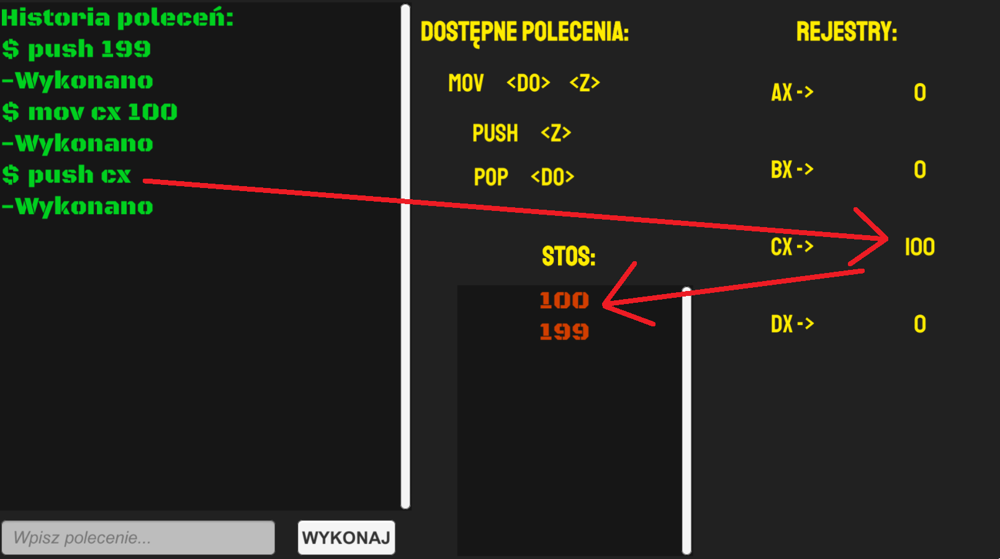 Historia poleceń:
$ push 199
-Wykonano
$ mov cx 100
-Wykonano
$ push cx
-Wykonano
Wpisz polecenie...
WYKONAJ
DOSTĘPNE POLECENIA:
MOV <DO> <Z>
PUSH <Z>
POP <DO>
STOS:
100
199
REJESTRY:
AX -> 0
BX -> 0
CX -> 100
DX -> 0